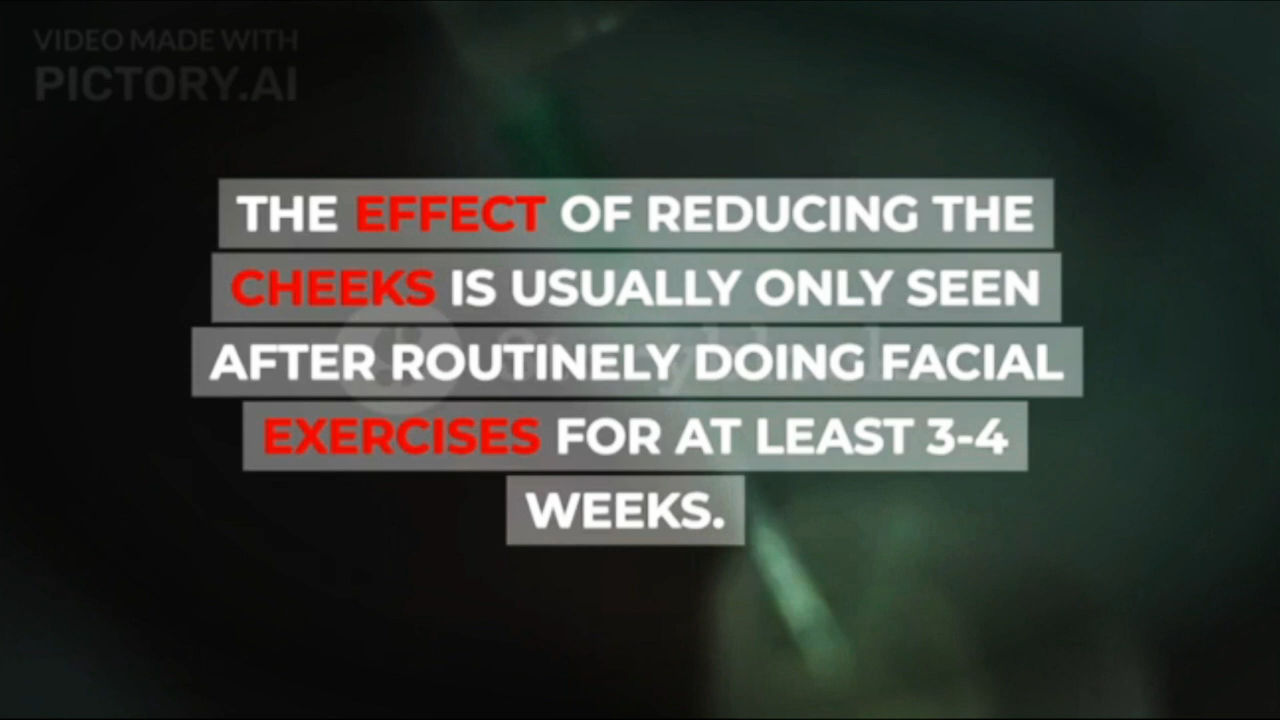 VIDEO MADE WITH
PICTORY.AI
THE EFFECT OF REDUCING THE
CHEEKS IS USUALLY ONLY SEEN
AFTER ROUTINELY DOING FACIAL
EXERCISES FOR AT LEAST 3-4
WEEKS.